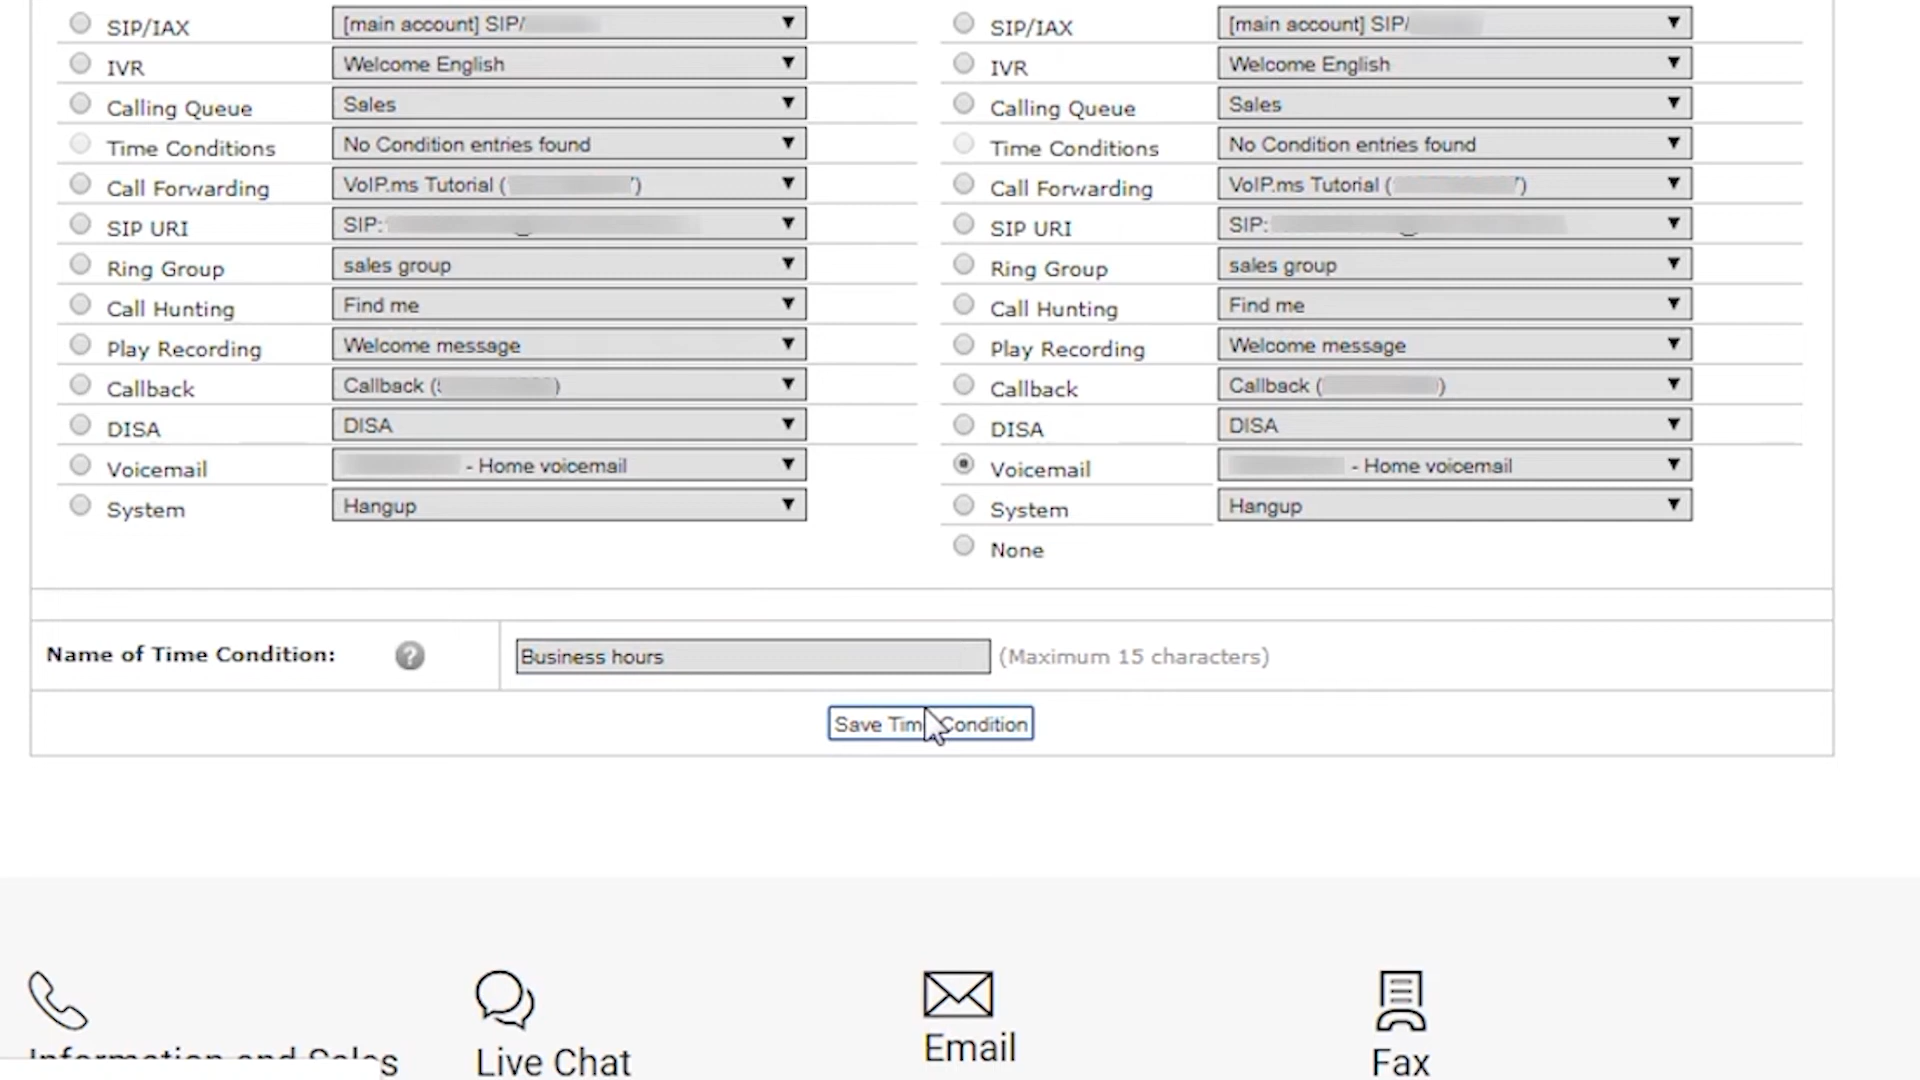 SIP/IAX [main account] SIP/ SIP/IAX [main account] SIP/
IVR Welcome English IVR Welcome English
Calling Queue Sales Calling Queue Sales
Time Conditions No Condition entries found Time Conditions No Condition entries found
Call Forwarding VoIP.ms Tutorial ( ) Call Forwarding VoIP.ms Tutorial ( )
SIP URI SIP: SIP URI SIP:
Ring Group sales group Ring Group sales group
Call Hunting Find me Call Hunting Find me
Play Recording Welcome message Play Recording Welcome message
Callback Callback ( ) Callback Callback ( )
DISA DISA DISA DISA
Voicemail - Home voicemail Voicemail - Home voicemail
System Hangup System Hangup
None
Name of Time Condition: ? Business hours (Maximum 15 characters)
Save Time Condition
Information and Sales Live Chat Email Fax